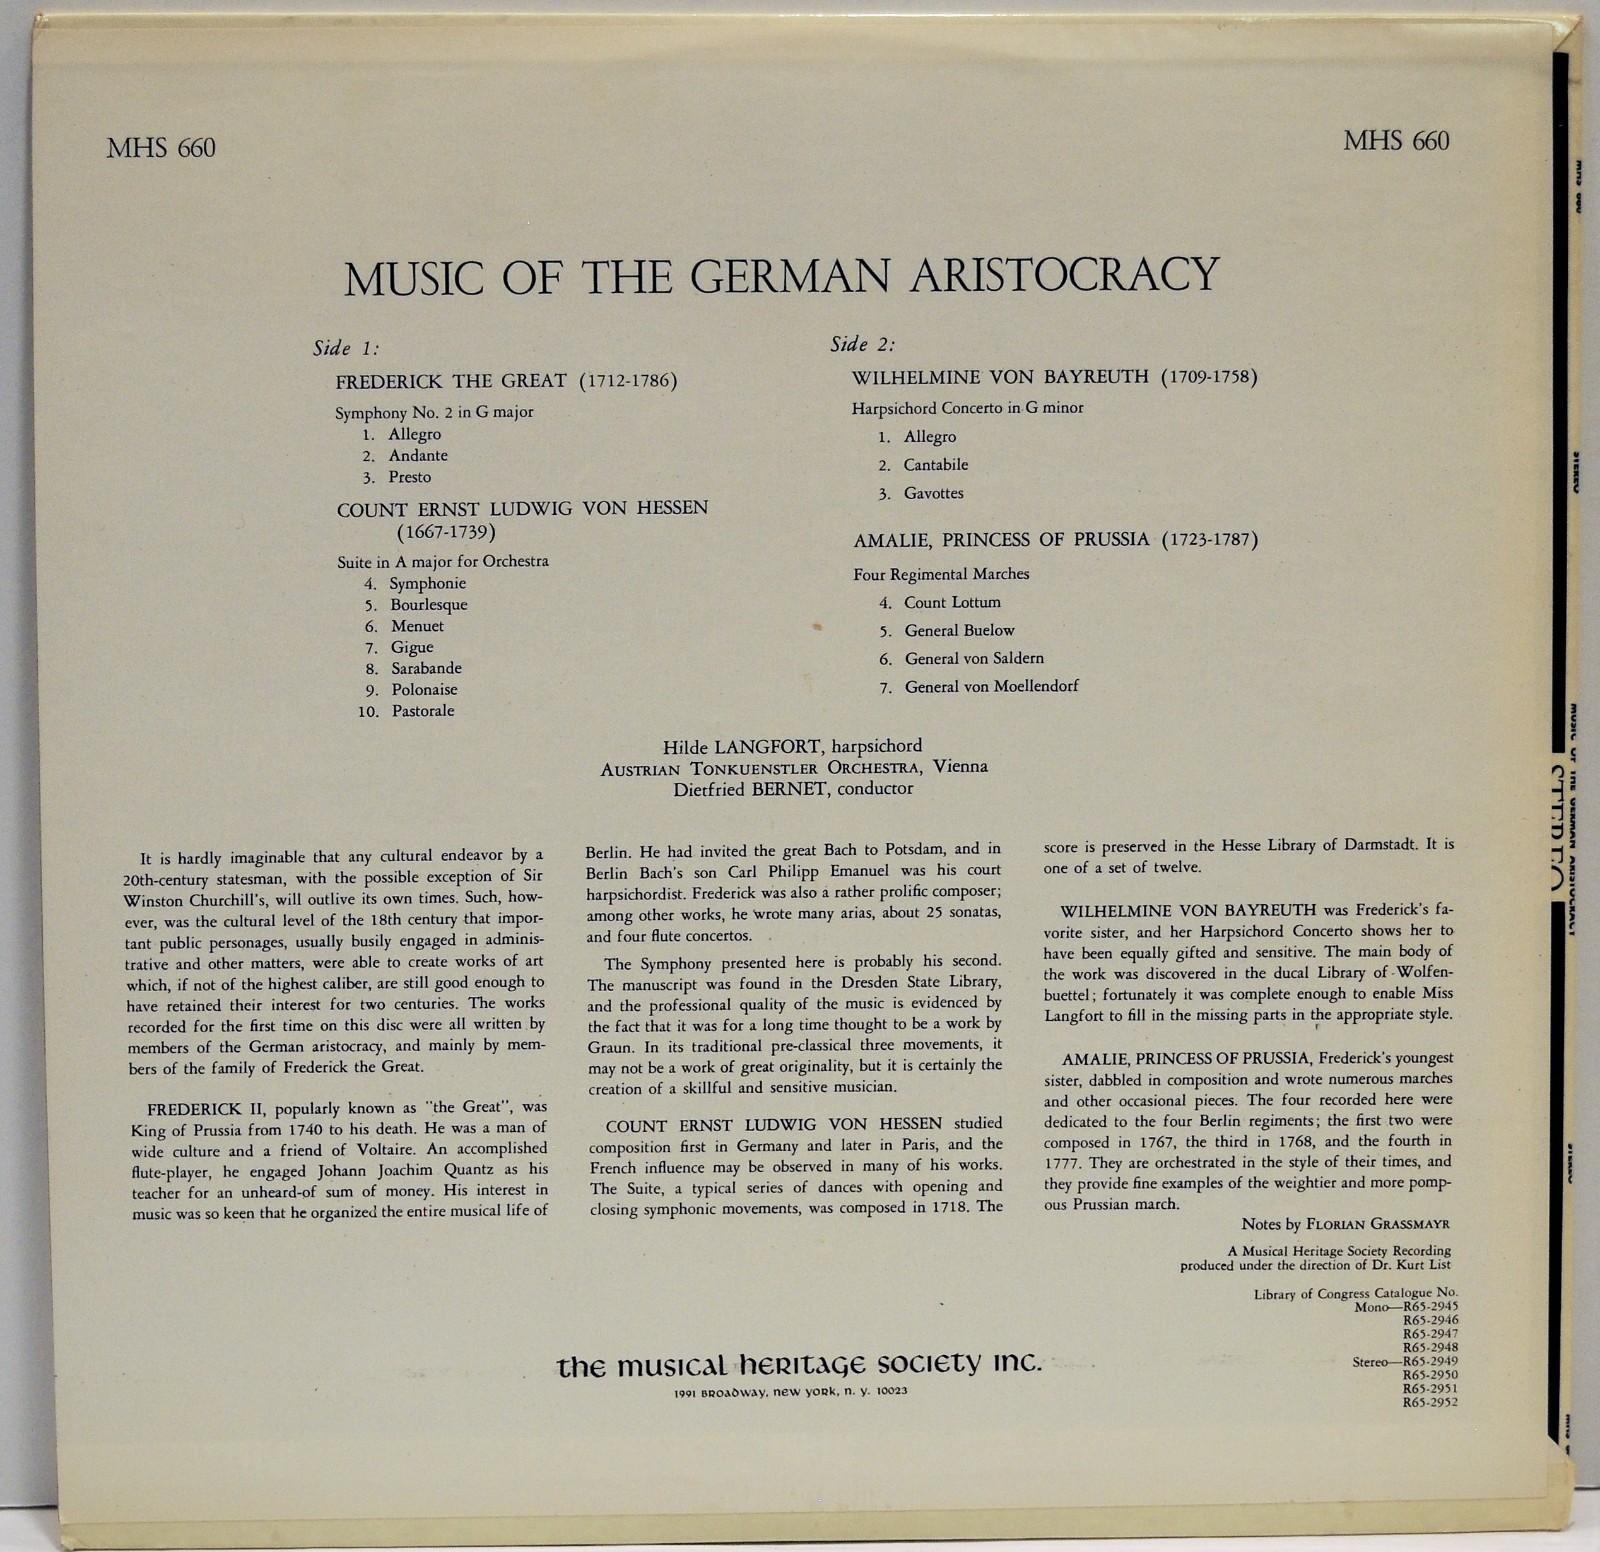 MHS 660
MHS 660
MUSIC OF THE GERMAN ARISTOCRACY
Side 1:
FREDERICK THE GREAT (1712-1786)
Symphony No. 2 in G major
1. Allegro
2. Andante
3. Presto
COUNT ERNST LUDWIG VON HESSEN
(1667-1739)
Suite in A major for Orchestra
4. Symphonie
5. Bourlesque
6. Menuet
7. Gigue
8. Sarabande
9. Polonaise
10. Pastorale
Side 2:
WILHELMINE VON BAYREUTH (1709-1758)
Harpsichord Concerto in G minor
1. Allegro
2. Cantabile
3. Gavottes
AMALIE, PRINCESS OF PRUSSIA (1723-1787)
Four Regimental Marches
4. Count Lottum
5. General Buelow
6. General von Saldern
7. General von Moellendorf
Hilde LANGFORT, harpsichord
AUSTRIAN TONKUENSTLER ORCHESTRA, Vienna
Dietfried BERNET, conductor
It is hardly imaginable that any cultural endeavor by a
20th-century statesman, with the possible exception of Sir
Winston Churchill's, will outlive its own times. Such, how-
ever, was the cultural level of the 18th century that impor-
tant public personages, usually busily engaged in adminis-
trative and other matters, were able to create works of art
which, if not of the highest caliber, are still good enough to
have retained their interest for two centuries. The works
recorded for the first time on this disc were all written by
members of the German aristocracy, and mainly by mem-
bers of the family of Frederick the Great.
FREDERICK II, popularly known as "the Great", was
King of Prussia from 1740 to his death. He was a man of
wide culture and a friend of Voltaire. An accomplished
flute-player, he engaged Johann Joachim Quantz as his
teacher for an unheard-of sum of money. His interest in
music was so keen that he organized the entire musical life of
Berlin. He had invited the great Bach to Potsdam, and in
Berlin Bach's son Carl Philipp Emanuel was his court
harpsichordist. Frederick was also a rather prolific composer;
among other works, he wrote many arias, about 25 sonatas,
and four flute concertos.
The Symphony presented here is probably his second.
The manuscript was found in the Dresden State Library,
and the professional quality of the music is evidenced by
the fact that it was for a long time thought to be a work by
Graun. In its traditional pre-classical three movements, it
may not be a work of great originality, but it is certainly the
creation of a skillful and sensitive musician.
COUNT ERNST LUDWIG VON HESSEN studied
composition first in Germany and later in Paris, and the
French influence may be observed in many of his works.
The Suite, a typical series of dances with opening and
closing symphonic movements, was composed in 1718. The
score is preserved in the Hesse Library of Darmstadt. It is
one of a set of twelve.
WILHELMINE VON BAYREUTH was Frederick's fa-
vorite sister, and her Harpsichord Concerto shows her to
have been equally gifted and sensitive. The main body of
the work was discovered in the ducal Library of Wolfen-
buettel; fortunately it was complete enough to enable Miss
Langfort to fill in the missing parts in the appropriate style.
AMALIE, PRINCESS OF PRUSSIA, Frederick's youngest
sister, dabbled in composition and wrote numerous marches
and other occasional pieces. The four recorded here were
dedicated to the four Berlin regiments; the first two were
composed in 1767, the third in 1768, and the fourth in
1777. They are orchestrated in the style of their times, and
they provide fine examples of the weightier and more pomp-
ous Prussian march.
Notes by FLORIAN GRASSMAYR
A Musical Heritage Society Recording
produced under the direction of Dr. Kurt List
Library of Congress Catalogue No.
Mono—R65-2945
R65-2946
R65-2947
R65-2948
Stereo—R65-2949
R65-2950
R65-2951
R65-2952
the musical heritage society inc.
1991 broadway, new york, n. y. 10023
MHS 660
STEREO
MUSIC OF THE GERMAN ARISTOCRACY
STEREO
STEREO